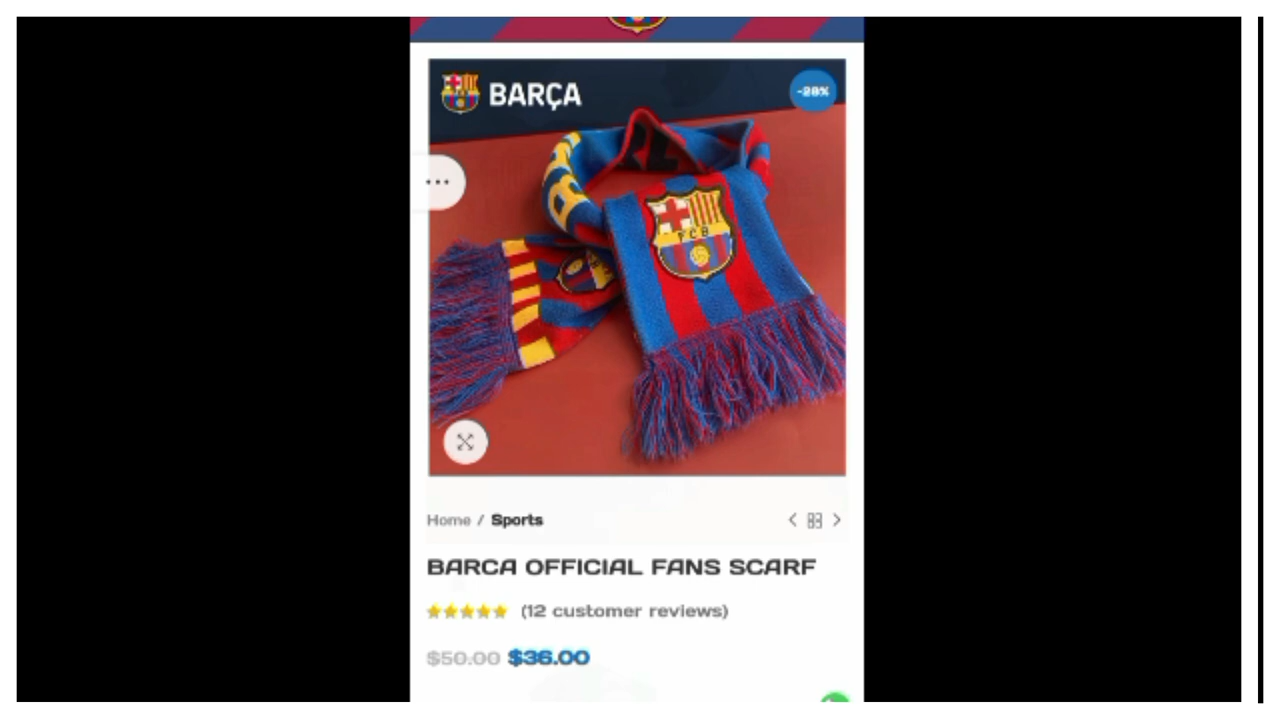 BARÇA
-28%
FCB
Home / Sports
BARCA OFFICIAL FANS SCARF
(12 customer reviews)
$50.00 $36.00